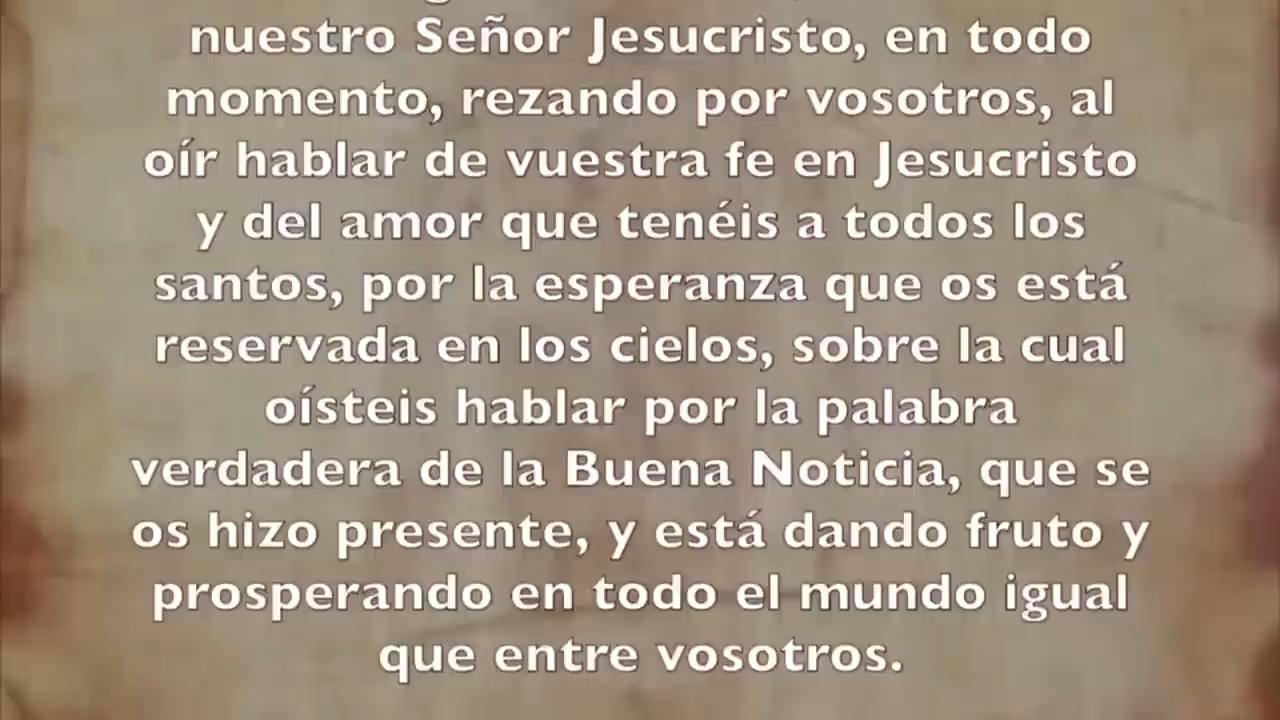 nuestro Señor Jesucristo, en todo
momento, rezando por vosotros, al
oír hablar de vuestra fe en Jesucristo
y del amor que tenéis a todos los
santos, por la esperanza que os está
reservada en los cielos, sobre la cual
oísteis hablar por la palabra
verdadera de la Buena Noticia, que se
os hizo presente, y está dando fruto y
prosperando en todo el mundo igual
que entre vosotros.